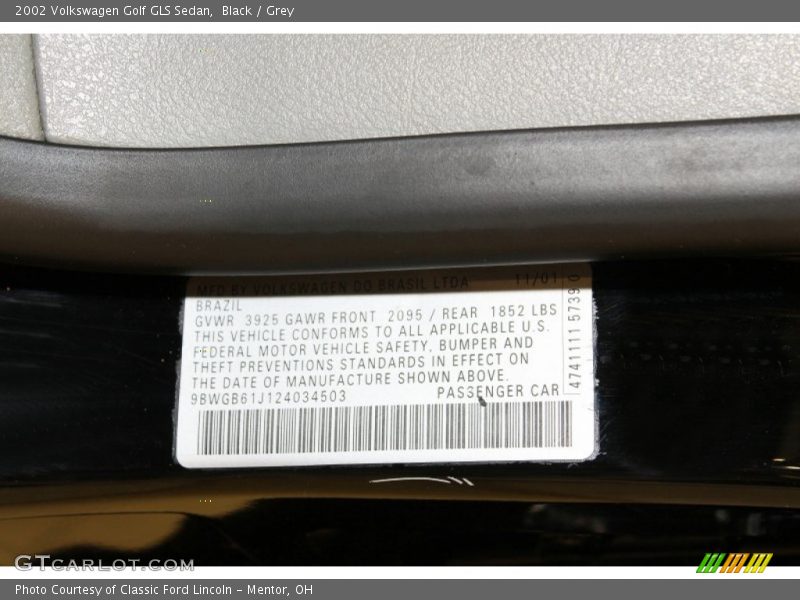 2002 Volkswagen Golf GLS Sedan, Black / Grey
MFD BY VOLKSWAGEN DO BRASIL LTDA 11/01
BRAZIL
GVWR 3925 GAWR FRONT 2095 / REAR 1852 LBS
THIS VEHICLE CONFORMS TO ALL APPLICABLE U.S.
FEDERAL MOTOR VEHICLE SAFETY, BUMPER AND
THEFT PREVENTIONS STANDARDS IN EFFECT ON
THE DATE OF MANUFACTURE SHOWN ABOVE.
9BWGB61J124034503 PASSENGER CAR
4741111 57390
GTCARLOT.COM
Photo Courtesy of Classic Ford Lincoln - Mentor, OH